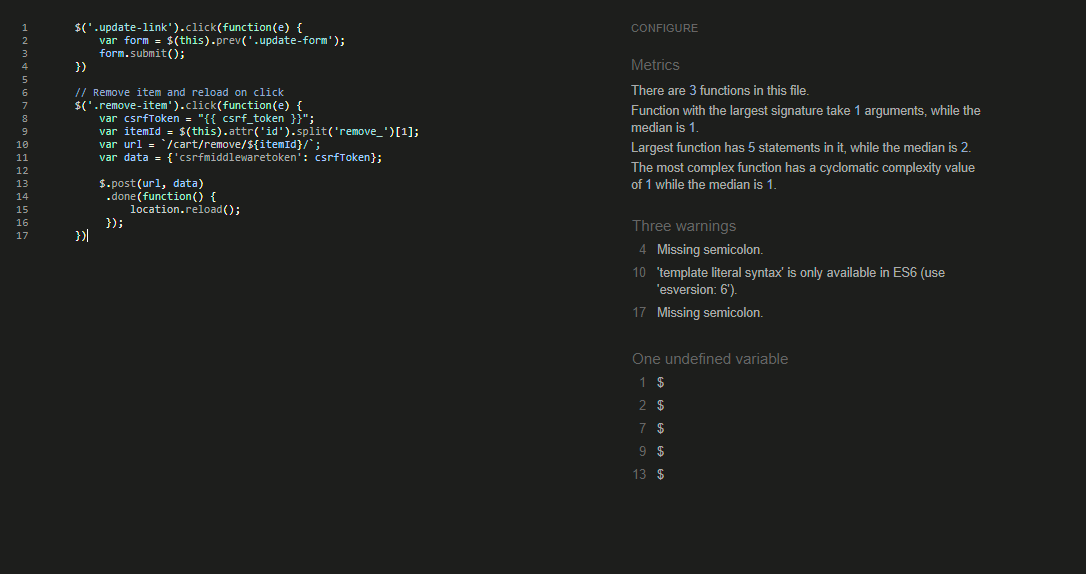 1 $('.update-link').click(function(e) {
2 var form = $(this).prev('.update-form');
3 form.submit();
4 })
5
6 // Remove item and reload on click
7 $('.remove-item').click(function(e) {
8 var csrfToken = "{{ csrf_token }}";
9 var itemId = $(this).attr('id').split('remove_')[1];
10 var url = `/cart/remove/${itemId}/`;
11 var data = {'csrfmiddlewaretoken': csrfToken};
12
13 $.post(url, data)
14 .done(function() {
15 location.reload();
16 });
17 })
CONFIGURE
Metrics
There are 3 functions in this file.
Function with the largest signature take 1 arguments, while the
median is 1.
Largest function has 5 statements in it, while the median is 2.
The most complex function has a cyclomatic complexity value
of 1 while the median is 1.
Three warnings
4 Missing semicolon.
10 'template literal syntax' is only available in ES6 (use
'esversion: 6').
17 Missing semicolon.
One undefined variable
1 $
2 $
7 $
9 $
13 $